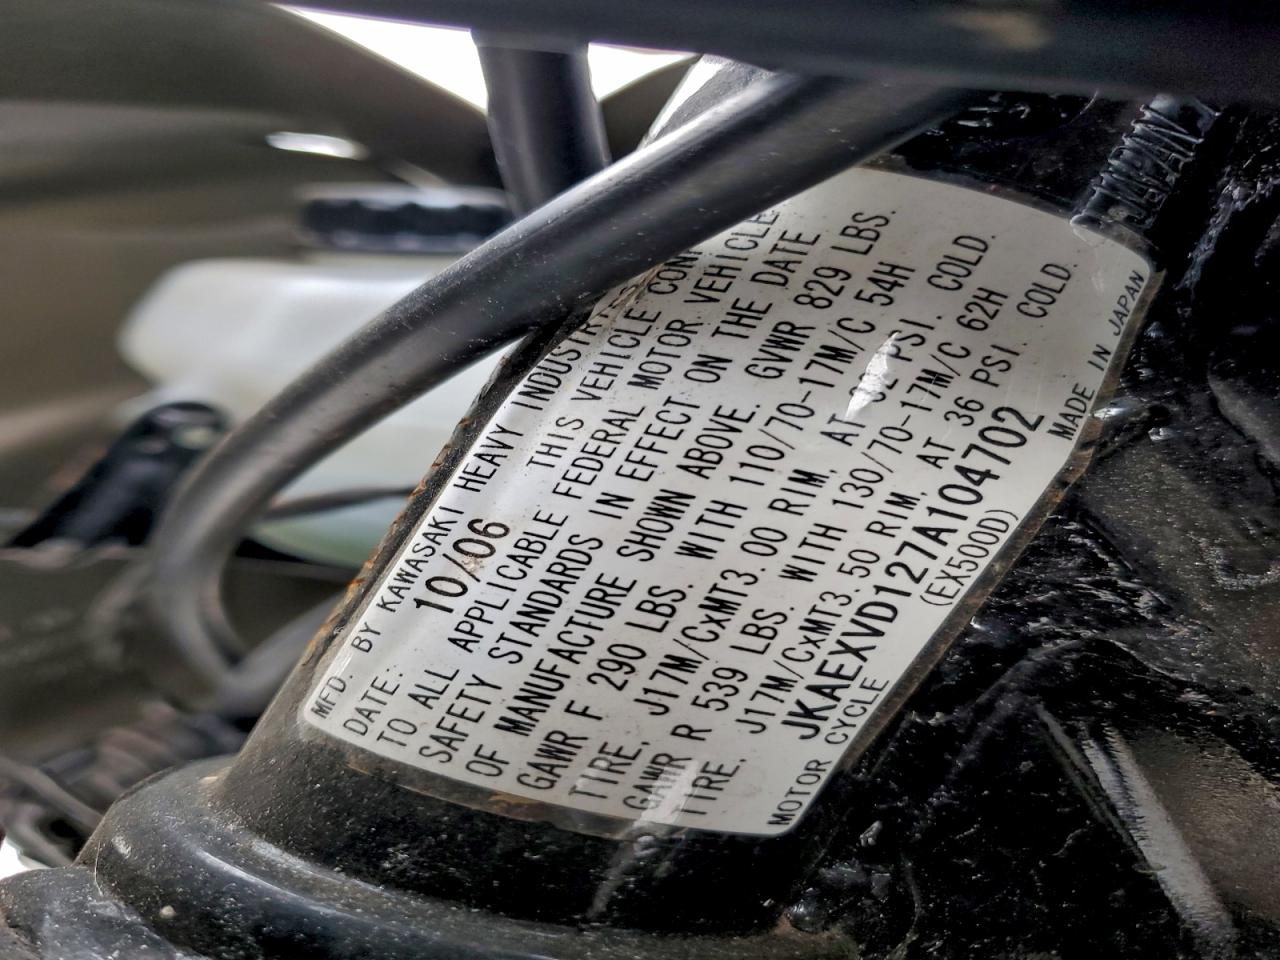 MFD. BY KAWASAKI HEAVY INDUSTRIES
DATE: 10/06 THIS VEHICLE CON
TO ALL APPLICABLE FEDERAL MOTOR VEHICLE
SAFETY STANDARDS IN EFFECT ON THE DATE
OF MANUFACTURE SHOWN ABOVE. GVWR 829 LBS.
GAWR F 290 LBS. WITH 110/70-17M/C 54H
TIRE, J17M/CxMT3.00 RIM, AT 32 PSI. COLD.
GAWR R 539 LBS. WITH 130/70-17M/C 62H
TIRE, J17M/CxMT3.50 RIM, AT 36 PSI. COLD.
JKAEXVD127A104702
MOTOR CYCLE (EX500D) MADE IN JAPAN
JAPAN